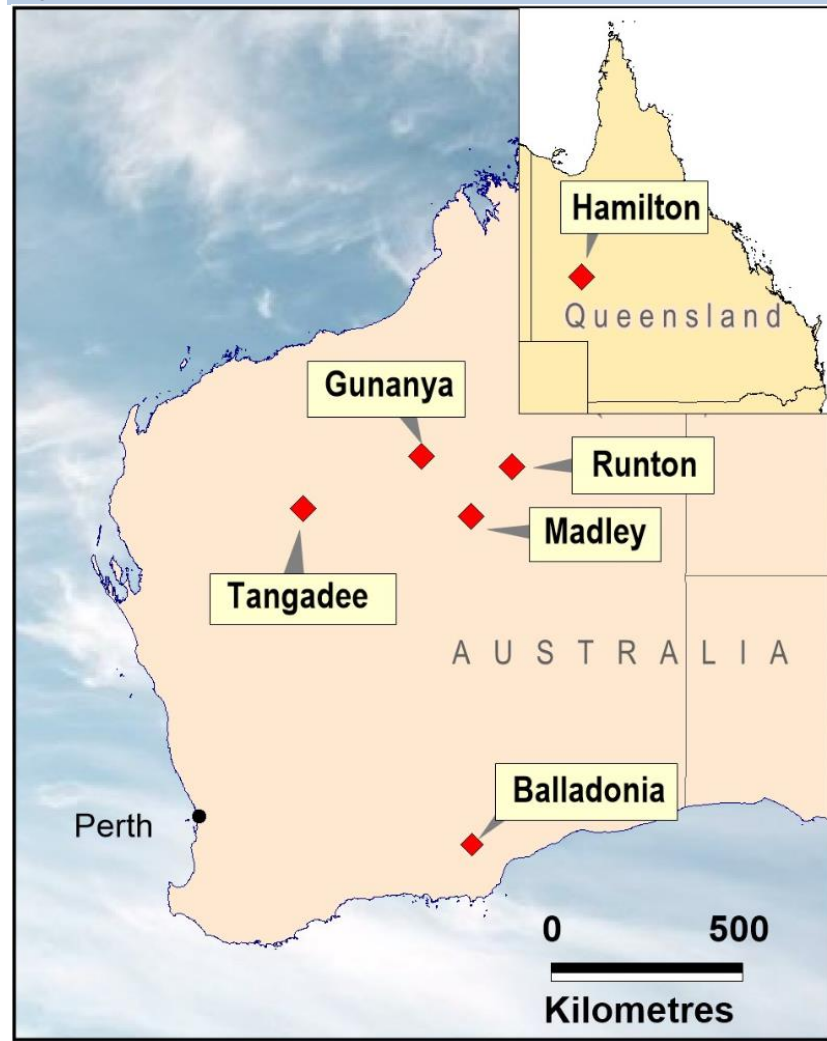 Hamilton
Queensland
Gunanya
Runton
Madley
Tangadee
AUSTRALIA
Balladonia
Perth
0 500
Kilometres